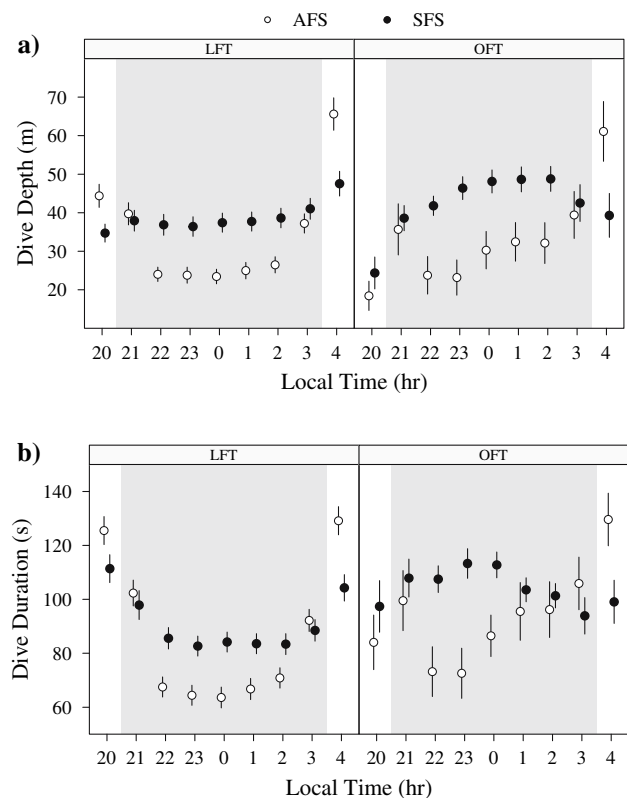 AFS SFS
a)
LFT OFT
Dive Depth (m)
70
60
50
40
30
20
20 21 22 23 0 1 2 3 4 20 21 22 23 0 1 2 3 4
Local Time (hr)
b)
LFT OFT
Dive Duration (s)
140
120
100
80
60
20 21 22 23 0 1 2 3 4 20 21 22 23 0 1 2 3 4
Local Time (hr)